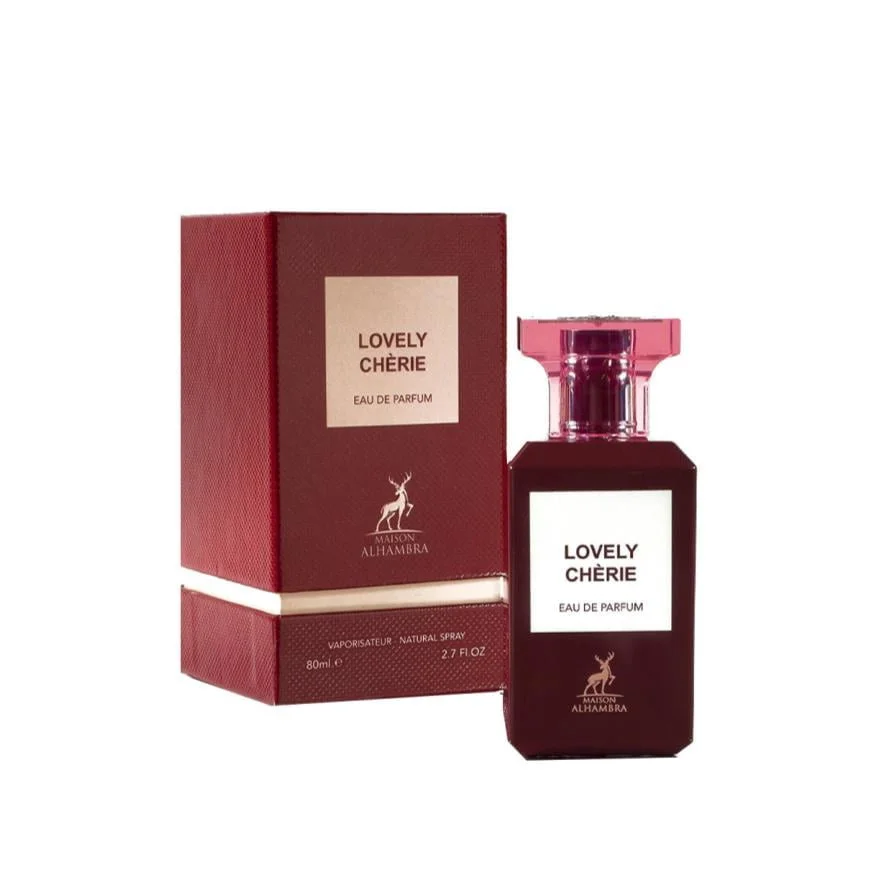 LOVELY
CHÈRIE
EAU DE PARFUM
MAISON
ALHAMBRA
VAPORISATEUR - NATURAL SPRAY
80ml.℮
2.7 Fl.OZ
LOVELY
CHÈRIE
EAU DE PARFUM
MAISON
ALHAMBRA